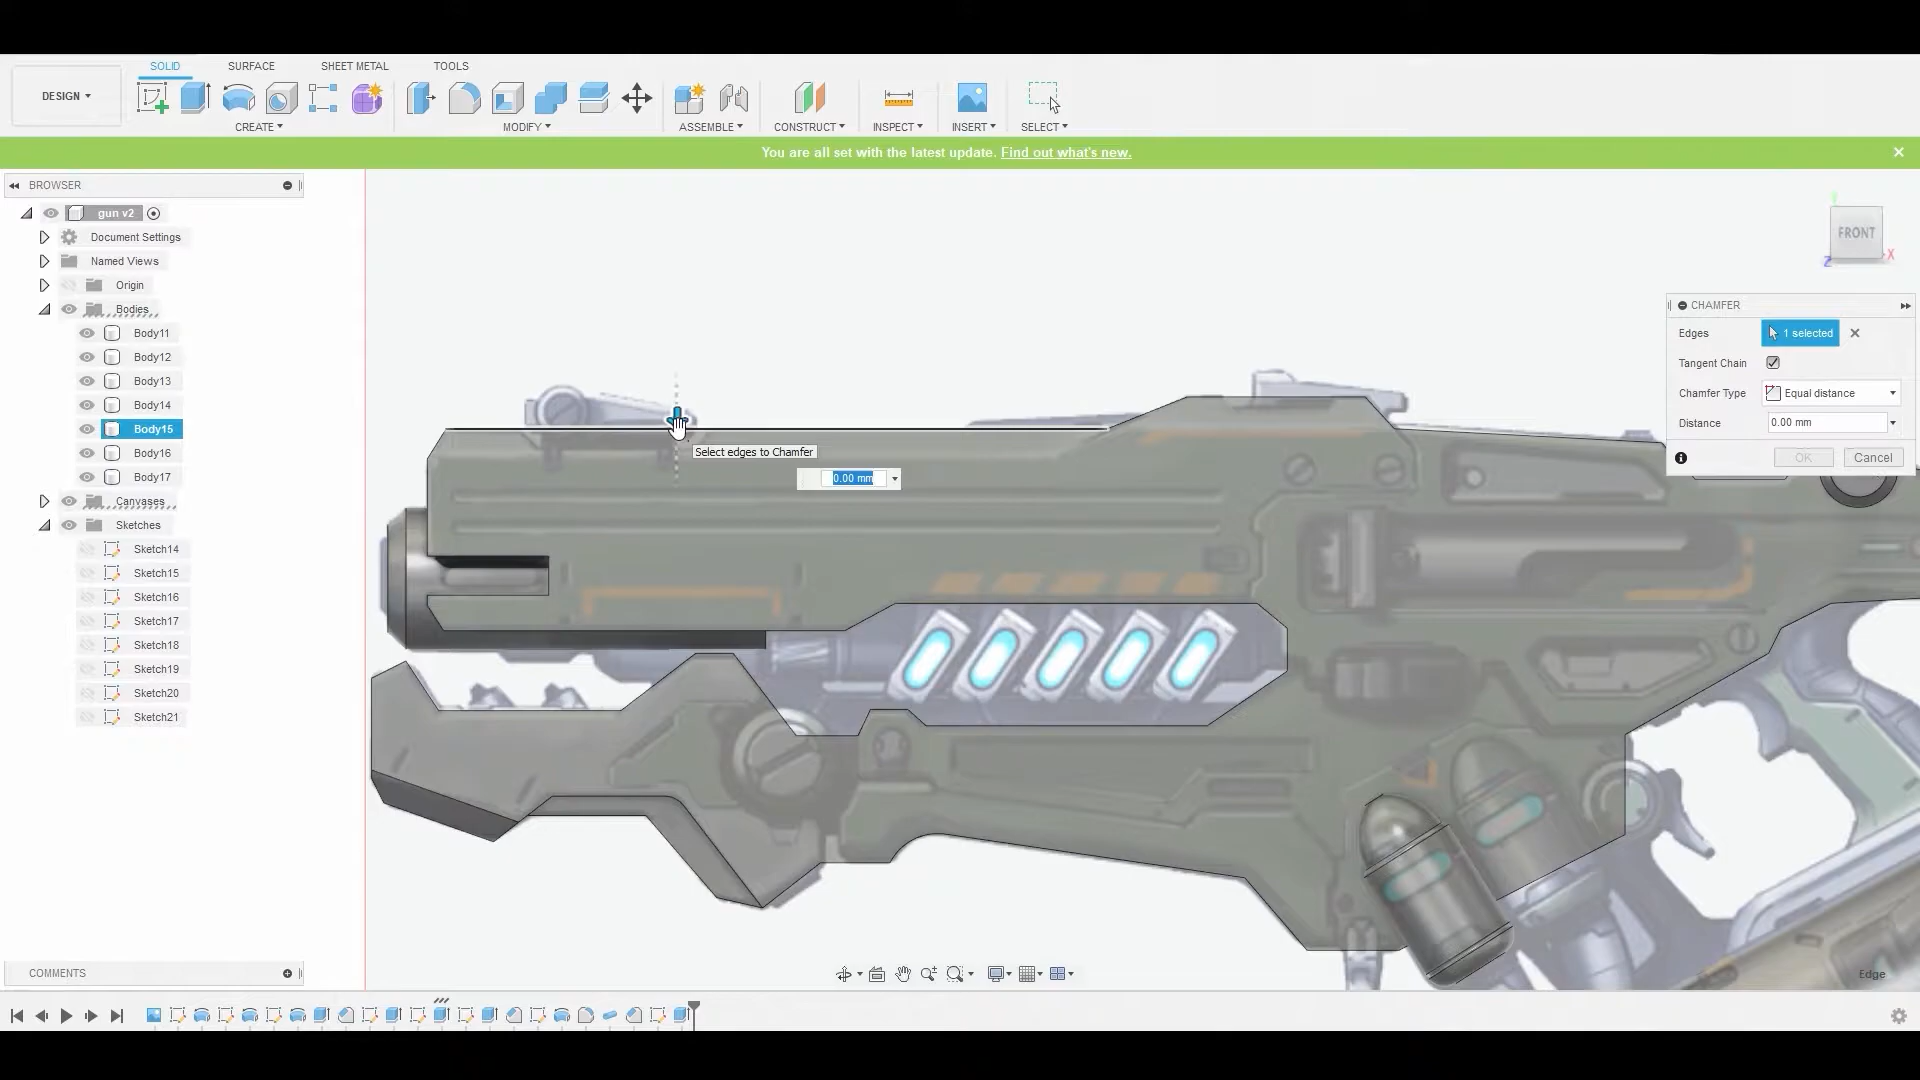 SOLID
SURFACE
SHEET METAL
TOOLS
DESIGN
CREATE
MODIFY
ASSEMBLE
CONSTRUCT
INSPECT
INSERT
SELECT
You are all set with the latest update. Find out what's new.
BROWSER
gun v2
Document Settings
Named Views
Origin
Bodies
Body11
Body12
Body13
Body14
Body15
Body16
Body17
Canvases
Sketches
Sketch14
Sketch15
Sketch16
Sketch17
Sketch18
Sketch19
Sketch20
Sketch21
FRONT
X
Z
CHAMFER
Edges
1 selected
Tangent Chain
Chamfer Type
Equal distance
Distance
0.00 mm
OK
Cancel
Select edges to Chamfer
0.00 mm
COMMENTS
Edge